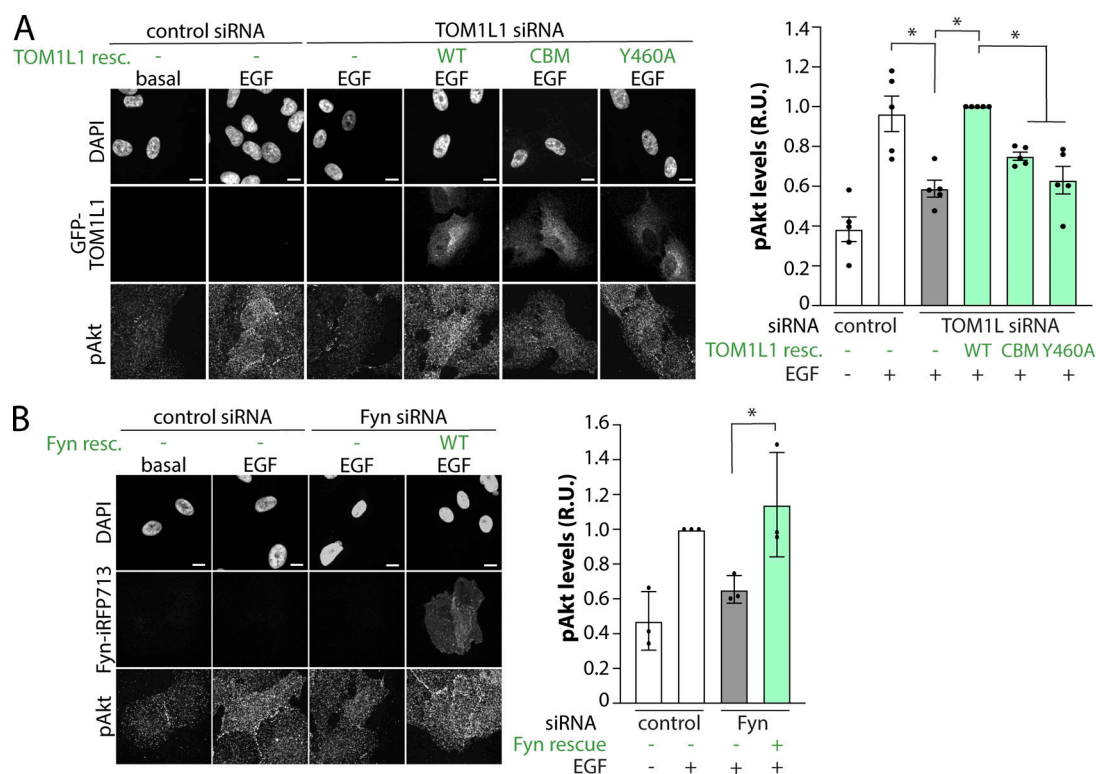 A
control siRNA TOM1L1 siRNA
TOM1L1 resc. - - - WT CBM Y460A
basal EGF EGF EGF EGF EGF
DAPI
GFP-
TOM1L1
pAkt
pAkt levels (R.U.)
1.4
1.2
1.0
0.8
0.6
0.4
0.2
0
* * *
siRNA control TOM1L siRNA
TOM1L1 resc. - - - WT CBM Y460A
EGF - + + + + +
B
control siRNA Fyn siRNA
Fyn resc. - - - WT
basal EGF EGF EGF
DAPI
Fyn-iRFP713
pAkt
pAkt levels (R.U.)
1.6
1.4
1.2
1.0
0.8
0.6
0.4
0.2
0
*
siRNA control Fyn
Fyn rescue - - - +
EGF - + + +